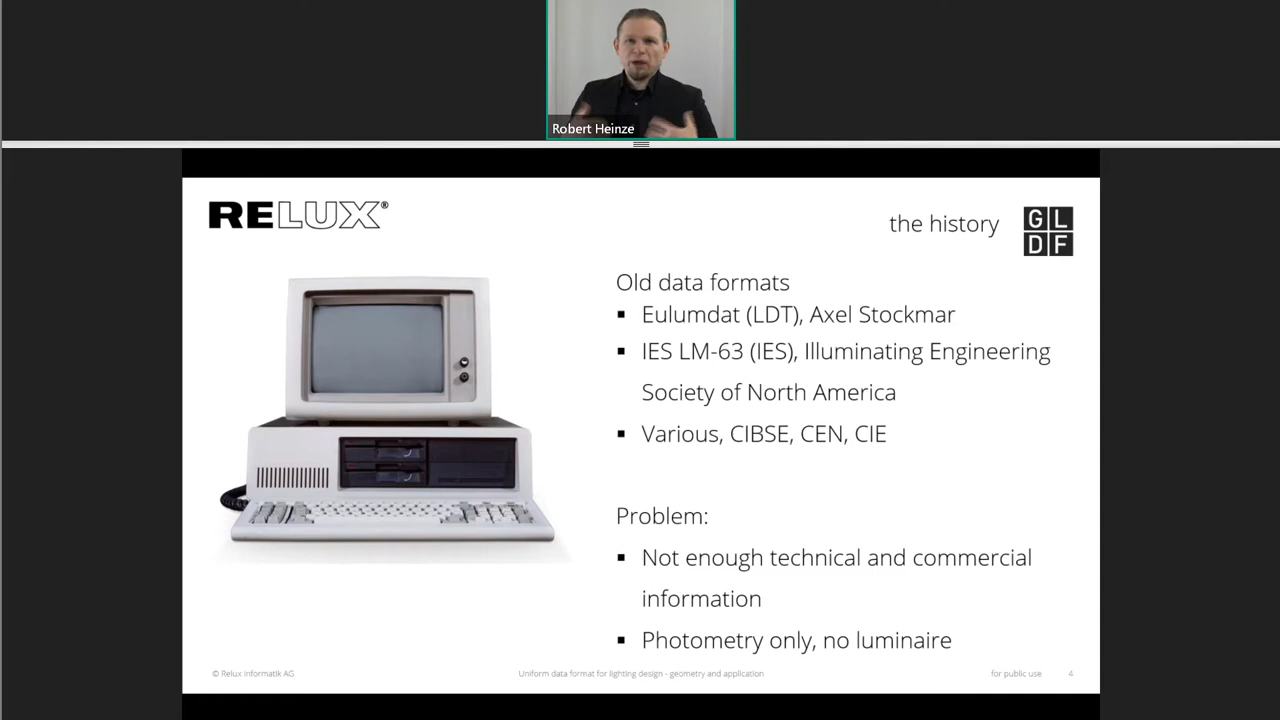 Robert Heinze
RELUX®
the history
GL
DF
Old data formats
▪ Eulumdat (LDT), Axel Stockmar
▪ IES LM-63 (IES), Illuminating Engineering
Society of North America
▪ Various, CIBSE, CEN, CIE
Problem:
▪ Not enough technical and commercial
information
▪ Photometry only, no luminaire
© Relux Informatik AG
Uniform data format for lighting design - geometry and application
for public use
4